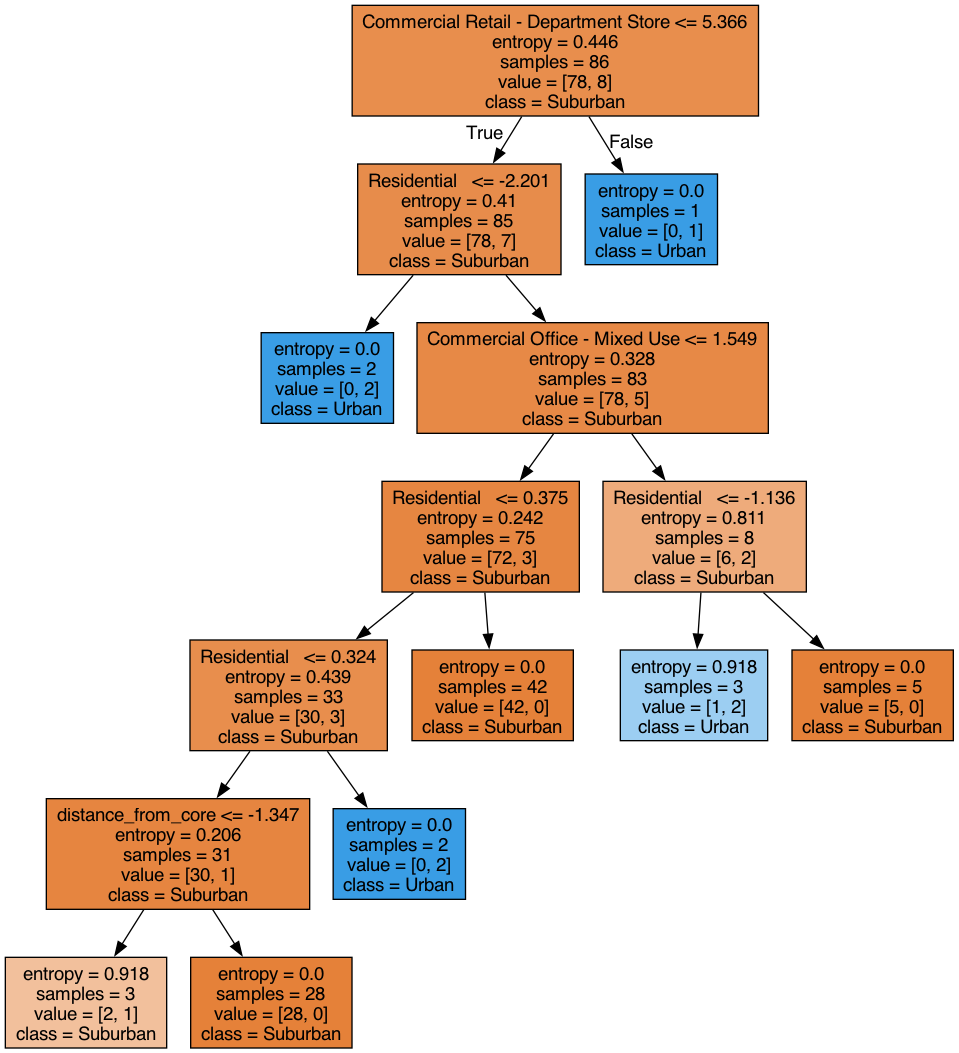 Commercial Retail - Department Store <= 5.366
entropy = 0.446
samples = 86
value = [78, 8]
class = Suburban
True
False
Residential   <= -2.201
entropy = 0.41
samples = 85
value = [78, 7]
class = Suburban
entropy = 0.0
samples = 1
value = [0, 1]
class = Urban
entropy = 0.0
samples = 2
value = [0, 2]
class = Urban
Commercial Office - Mixed Use <= 1.549
entropy = 0.328
samples = 83
value = [78, 5]
class = Suburban
Residential   <= 0.375
entropy = 0.242
samples = 75
value = [72, 3]
class = Suburban
Residential   <= -1.136
entropy = 0.811
samples = 8
value = [6, 2]
class = Suburban
Residential   <= 0.324
entropy = 0.439
samples = 33
value = [30, 3]
class = Suburban
entropy = 0.0
samples = 42
value = [42, 0]
class = Suburban
entropy = 0.918
samples = 3
value = [1, 2]
class = Urban
entropy = 0.0
samples = 5
value = [5, 0]
class = Suburban
distance_from_core <= -1.347
entropy = 0.206
samples = 31
value = [30, 1]
class = Suburban
entropy = 0.0
samples = 2
value = [0, 2]
class = Urban
entropy = 0.918
samples = 3
value = [2, 1]
class = Suburban
entropy = 0.0
samples = 28
value = [28, 0]
class = Suburban